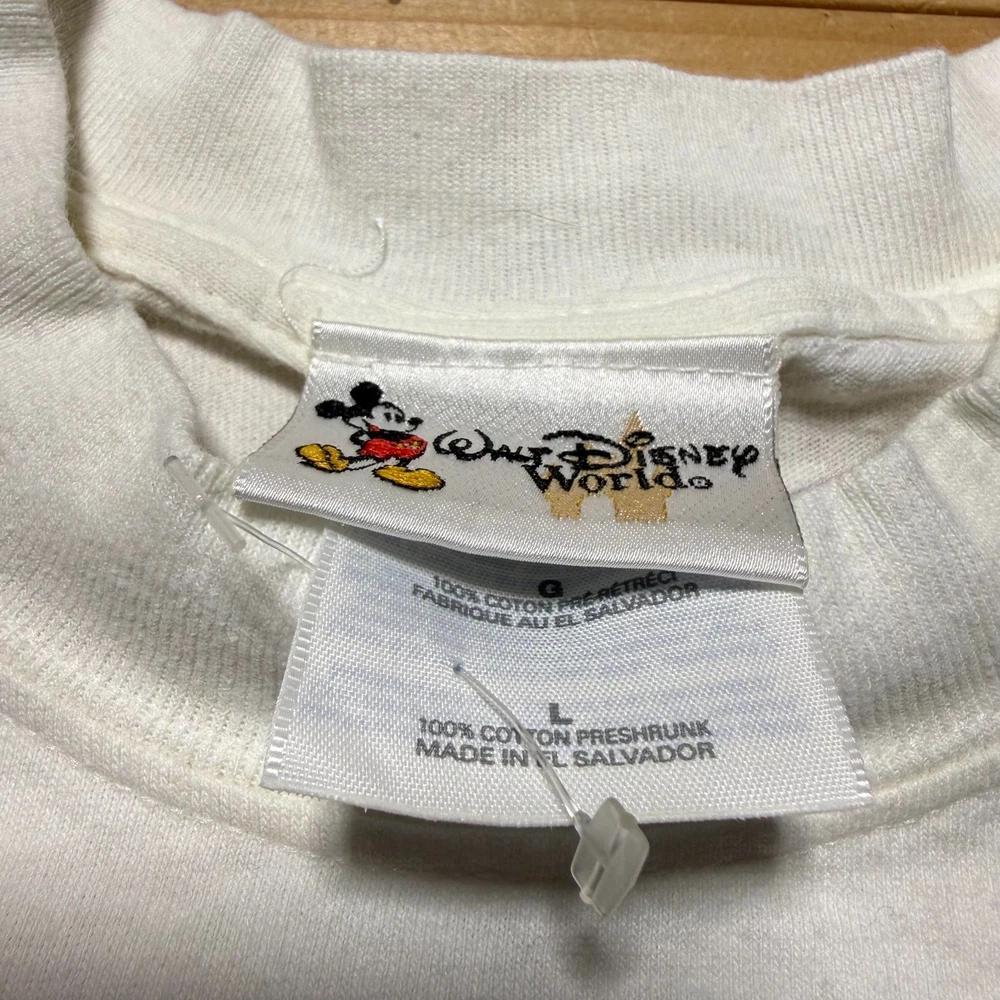 WALT DISNEY
World®
G
100% COTON PRÉ-RÉTRÉCI
FABRIQUE AU EL SALVADOR
L
100% COTTON PRESHRUNK
MADE IN EL SALVADOR